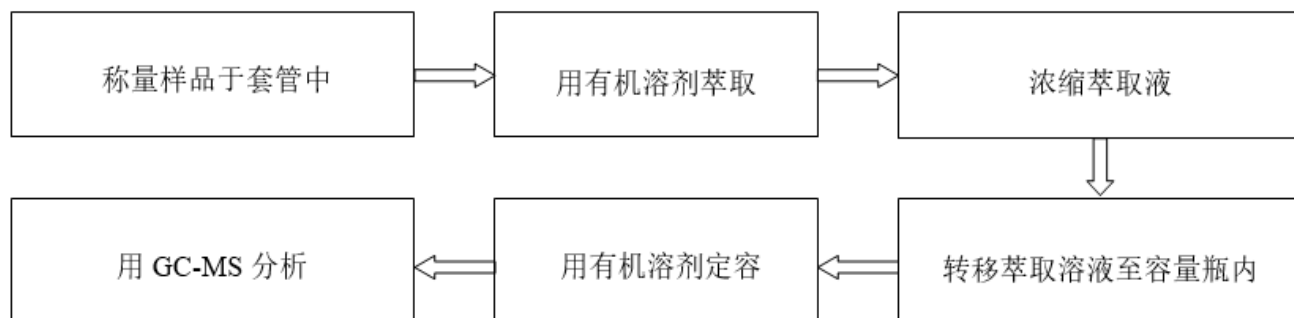 称量样品于套管中
用有机溶剂萃取
浓缩萃取液
转移萃取溶液至容量瓶内
用有机溶剂定容
用 GC-MS 分析